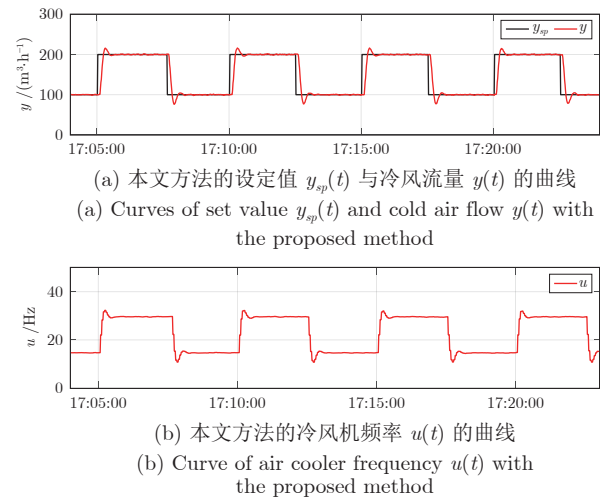 300
200
100
0
y /(m³·h⁻¹)
y_sp y
17:05:00 17:10:00 17:15:00 17:20:00
(a) 本文方法的设定值 y_sp(t) 与冷风流量 y(t) 的曲线
(a) Curves of set value y_sp(t) and cold air flow y(t) with
the proposed method
40
20
0
u /Hz
u
17:05:00 17:10:00 17:15:00 17:20:00
(b) 本文方法的冷风机频率 u(t) 的曲线
(b) Curve of air cooler frequency u(t) with
the proposed method